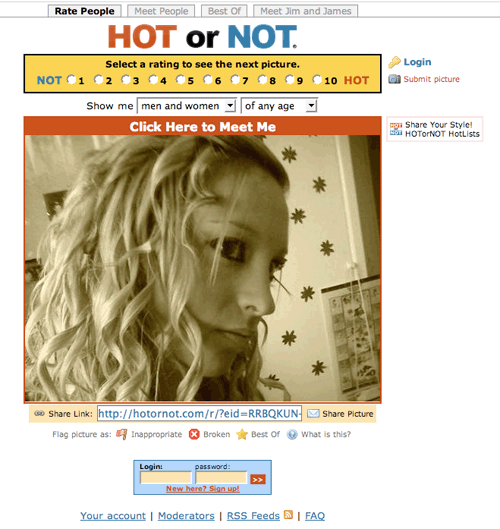 Rate People Meet People Best Of Meet Jim and James
HOT or NOT.
Select a rating to see the next picture.
NOT 1 2 3 4 5 6 7 8 9 10 HOT
Login
Submit picture
Show me men and women of any age
Click Here to Meet Me
HOT NOT Share Your Style!
HOTorNOT HotLists
Share Link: http://hotornot.com/r/?eid=RRBQKUN- Share Picture
Flag picture as: Inappropriate Broken Best Of What is this?
Login: password:
>>
New here? Sign up!
Your account | Moderators | RSS Feeds | FAQ